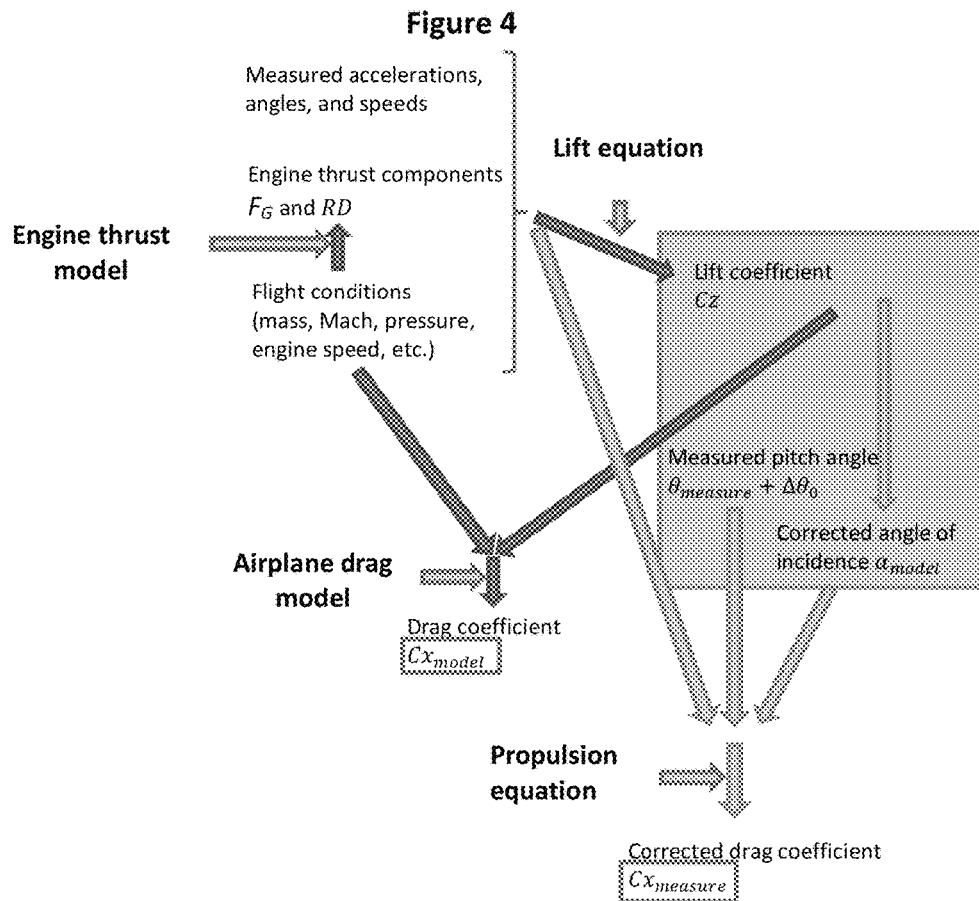 Figure 4
Measured accelerations,
angles, and speeds
Lift equation
Engine thrust components
F_G and RD
Engine thrust
model
Lift coefficient
Cz
Flight conditions
(mass, Mach, pressure,
engine speed, etc.)
Measured pitch angle
θ_measure + Δθ_0
Corrected angle of
incidence α_model
Airplane drag
model
Drag coefficient
Cx_model
Propulsion
equation
Corrected drag coefficient
Cx_measure